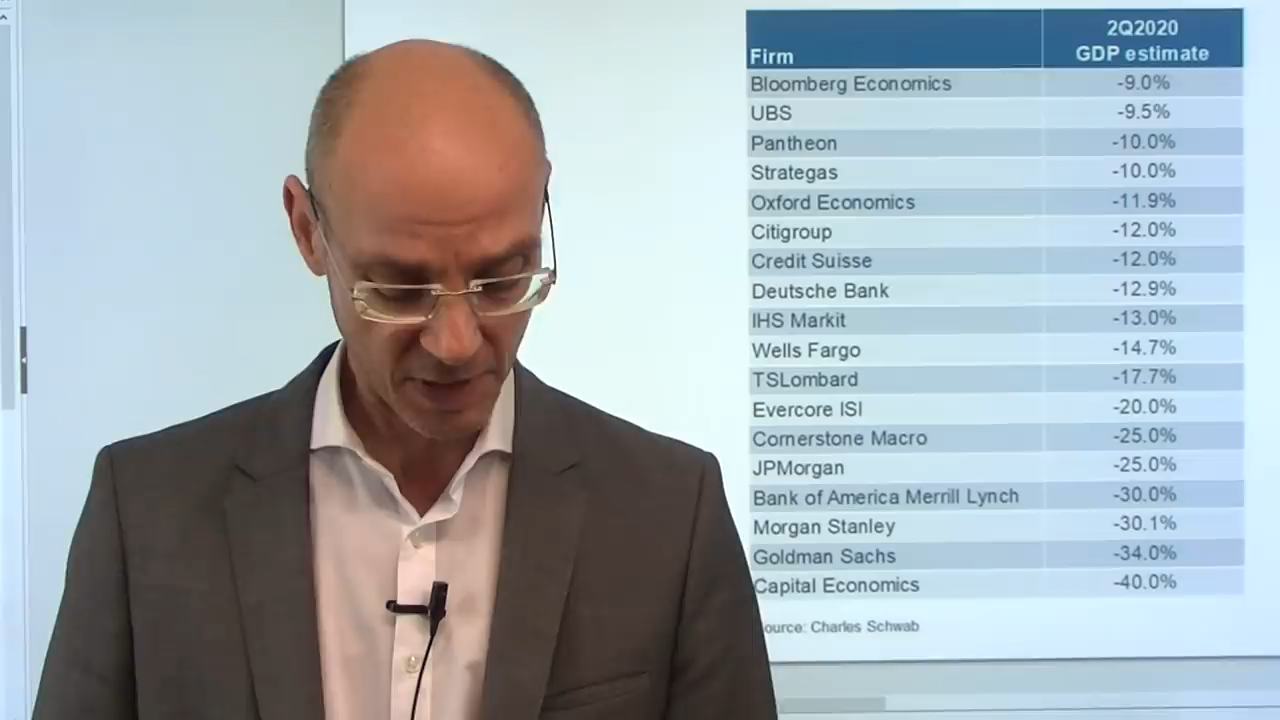 2Q2020
Firm GDP estimate
Bloomberg Economics -9.0%
UBS -9.5%
Pantheon -10.0%
Strategas -10.0%
Oxford Economics -11.9%
Citigroup -12.0%
Credit Suisse -12.0%
Deutsche Bank -12.9%
IHS Markit -13.0%
Wells Fargo -14.7%
TSLombard -17.7%
Evercore ISI -20.0%
Cornerstone Macro -25.0%
JPMorgan -25.0%
Bank of America Merrill Lynch -30.0%
Morgan Stanley -30.1%
Goldman Sachs -34.0%
Capital Economics -40.0%
ource: Charles Schwab